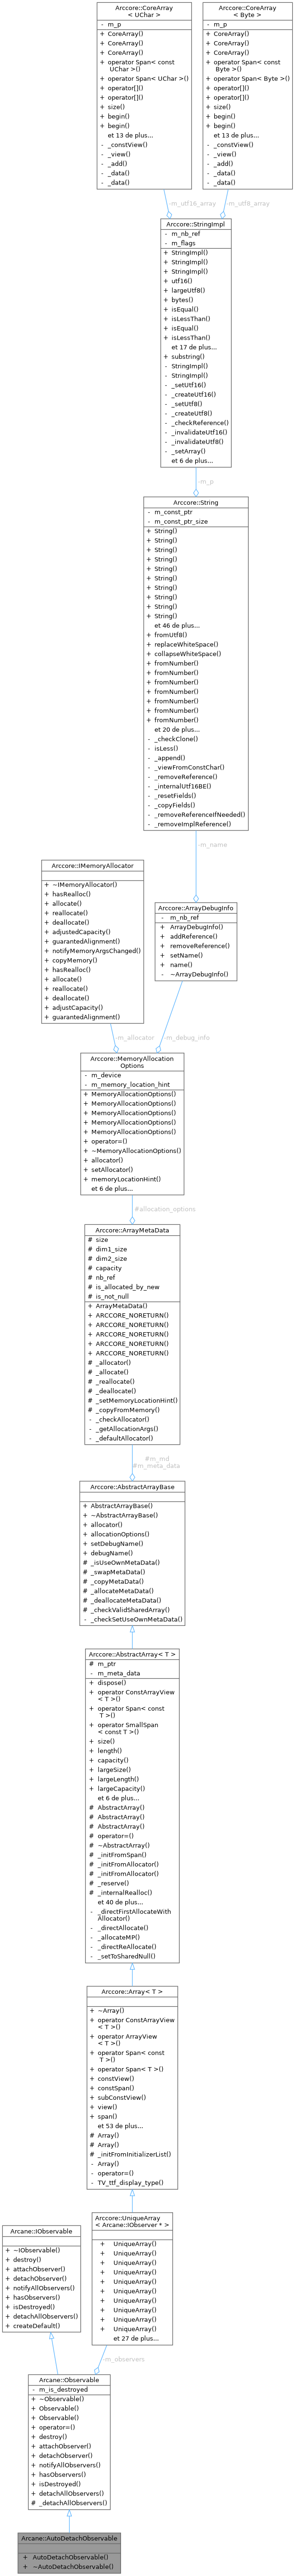 Arccore::CoreArray
< UChar >
- m_p
+ CoreArray()
+ CoreArray()
+ CoreArray()
+ operator Span< const
UChar >()
+ operator Span< UChar >()
+ operator[]()
+ operator[]()
+ size()
+ begin()
+ begin()
et 13 de plus...
- _constView()
- _view()
- _add()
- _data()
- _data()
Arccore::CoreArray
< Byte >
- m_p
+ CoreArray()
+ CoreArray()
+ CoreArray()
+ operator Span< const
Byte >()
+ operator Span< Byte >()
+ operator[]()
+ operator[]()
+ size()
+ begin()
+ begin()
et 13 de plus...
- _constView()
- _view()
- _add()
- _data()
- _data()
-m_utf16_array
-m_utf8_array
Arccore::StringImpl
- m_nb_ref
- m_flags
+ StringImpl()
+ StringImpl()
+ StringImpl()
+ utf16()
+ largeUtf8()
+ bytes()
+ isEqual()
+ isLessThan()
+ isEqual()
+ isLessThan()
et 17 de plus...
+ substring()
- StringImpl()
- StringImpl()
- _setUtf16()
- _createUtf16()
- _setUtf8()
- _createUtf8()
- _checkReference()
- _invalidateUtf16()
- _invalidateUtf8()
- _setArray()
et 6 de plus...
-m_p
Arccore::String
- m_const_ptr
- m_const_ptr_size
+ String()
+ String()
+ String()
+ String()
+ String()
+ String()
+ String()
+ String()
+ String()
+ String()
et 46 de plus...
+ fromUtf8()
+ replaceWhiteSpace()
+ collapseWhiteSpace()
+ fromNumber()
+ fromNumber()
+ fromNumber()
+ fromNumber()
+ fromNumber()
+ fromNumber()
+ fromNumber()
et 20 de plus...
- _checkClone()
- isLess()
- _append()
- _viewFromConstChar()
- _removeReference()
- _internalUtf16BE()
- _resetFields()
- _copyFields()
- _removeReferenceIfNeeded()
- _removeImplReference()
-m_name
Arccore::IMemoryAllocator
+ ~IMemoryAllocator()
+ hasRealloc()
+ allocate()
+ reallocate()
+ deallocate()
+ adjustedCapacity()
+ guarantedAlignment()
+ notifyMemoryArgsChanged()
+ copyMemory()
+ hasRealloc()
+ allocate()
+ reallocate()
+ deallocate()
+ adjustCapacity()
+ guarantedAlignment()
Arccore::ArrayDebugInfo
- m_nb_ref
+ ArrayDebugInfo()
+ addReference()
+ removeReference()
+ setName()
+ name()
- ~ArrayDebugInfo()
-m_allocator
-m_debug_info
Arccore::MemoryAllocation
Options
- m_device
- m_memory_location_hint
+ MemoryAllocationOptions()
+ MemoryAllocationOptions()
+ MemoryAllocationOptions()
+ MemoryAllocationOptions()
+ MemoryAllocationOptions()
+ operator=()
+ ~MemoryAllocationOptions()
+ allocator()
+ setAllocator()
+ memoryLocationHint()
et 6 de plus...
#allocation_options
Arccore::ArrayMetaData
# size
# dim1_size
# dim2_size
# capacity
# nb_ref
# is_allocated_by_new
# is_not_null
+ ArrayMetaData()
+ ARCCORE_NORETURN()
+ ARCCORE_NORETURN()
+ ARCCORE_NORETURN()
+ ARCCORE_NORETURN()
+ ARCCORE_NORETURN()
# _allocator()
# _allocate()
# _reallocate()
# _deallocate()
# _setMemoryLocationHint()
# _copyFromMemory()
- _checkAllocator()
- _getAllocationArgs()
- _defaultAllocator()
#m_md
#m_meta_data
Arccore::AbstractArrayBase
+ AbstractArrayBase()
+ ~AbstractArrayBase()
+ allocator()
+ allocationOptions()
+ setDebugName()
+ debugName()
# _isUseOwnMetaData()
# _swapMetaData()
# _copyMetaData()
# _allocateMetaData()
# _deallocateMetaData()
# _checkValidSharedArray()
- _checkSetUseOwnMetaData()
Arccore::AbstractArray< T >
# m_ptr
- m_meta_data
+ dispose()
+ operator ConstArrayView
< T >()
+ operator Span< const
T >()
+ operator SmallSpan
< const T >()
+ size()
+ length()
+ capacity()
+ largeSize()
+ largeLength()
+ largeCapacity()
et 6 de plus...
# AbstractArray()
# AbstractArray()
# AbstractArray()
# operator=()
# ~AbstractArray()
# _initFromSpan()
# _initFromAllocator()
# _initFromAllocator()
# _reserve()
# _internalRealloc()
et 40 de plus...
- _directFirstAllocateWith
Allocator()
- _directAllocate()
- _allocateMP()
- _directReAllocate()
- _setToSharedNull()
Arccore::Array< T >
+ ~Array()
+ operator ConstArrayView
< T >()
+ operator ArrayView
< T >()
+ operator Span< const
T >()
+ operator Span< T >()
+ constView()
+ constSpan()
+ subConstView()
+ view()
+ span()
et 53 de plus...
# Array()
# Array()
# _initFromInitializerList()
- Array()
- operator=()
- TV_ttf_display_type()
Arcane::IObservable
+ ~IObservable()
+ destroy()
+ attachObserver()
+ detachObserver()
+ notifyAllObservers()
+ hasObservers()
+ isDestroyed()
+ detachAllObservers()
+ createDefault()
Arccore::UniqueArray
< Arcane::IObserver * >
+ UniqueArray()
+ UniqueArray()
+ UniqueArray()
+ UniqueArray()
+ UniqueArray()
+ UniqueArray()
+ UniqueArray()
+ UniqueArray()
+ UniqueArray()
+ UniqueArray()
et 27 de plus...
-m_observers
Arcane::Observable
- m_is_destroyed
+ ~Observable()
+ Observable()
+ Observable()
+ operator=()
+ destroy()
+ attachObserver()
+ detachObserver()
+ notifyAllObservers()
+ hasObservers()
+ isDestroyed()
+ detachAllObservers()
# _detachAllObservers()
Arcane::AutoDetachObservable
+ AutoDetachObservable()
+ ~AutoDetachObservable()